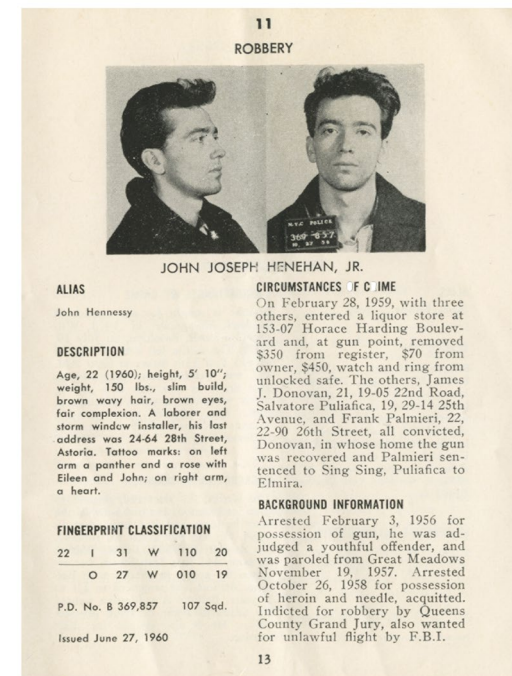 11
ROBBERY
N.Y.C POLICE
369 857
JOHN JOSEPH HENEHAN, JR.
ALIAS
John Hennessy
DESCRIPTION
Age, 22 (1960); height, 5' 10";
weight, 150 lbs., slim build,
brown wavy hair, brown eyes,
fair complexion. A laborer and
storm window installer, his last
address was 24-64 28th Street,
Astoria. Tattoo marks: on left
arm a panther and a rose with
Eileen and John; on right arm,
a heart.
FINGERPRINT CLASSIFICATION
22 I 31 W 110 20
O 27 W 010 19
P.D. No. B 369,857 107 Sqd.
Issued June 27, 1960
CIRCUMSTANCES OF C IME
On February 28, 1959, with three
others, entered a liquor store at
153-07 Horace Harding Boulev-
ard and, at gun point, removed
$350 from register, $70 from
owner, $450, watch and ring from
unlocked safe. The others, James
J. Donovan, 21, 19-05 22nd Road,
Salvatore Puliafica, 19, 29-14 25th
Avenue, and Frank Palmieri, 22,
22-90 26th Street, all convicted,
Donovan, in whose home the gun
was recovered and Palmieri sen-
tenced to Sing Sing, Puliafica to
Elmira.
BACKGROUND INFORMATION
Arrested February 3, 1956 for
possession of gun, he was ad-
judged a youthful offender, and
was paroled from Great Meadows
November 19, 1957. Arrested
October 26, 1958 for possession
of heroin and needle, acquitted.
Indicted for robbery by Queens
County Grand Jury, also wanted
for unlawful flight by F.B.I.
13